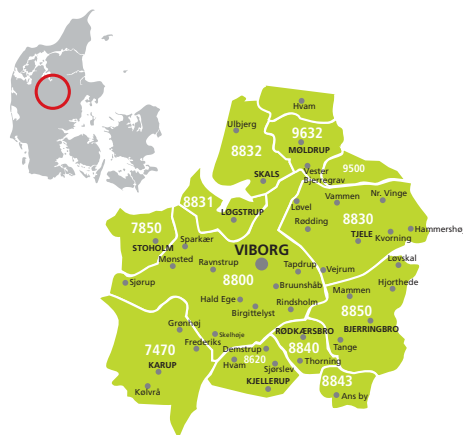 Hvam
Ulbjerg
9632
MØLDRUP
8832
Vester
Bjerregrav
9500
SKALS
Nr. Vinge
Vammen
8831
Løvel
LØGSTRUP
8830
7850
Rødding
Hammershøj
TJELE
Kvorning
STOHOLM
Sparkær
VIBORG
Løvskal
Mønsted
Ravnstrup
Tapdrup
Vejrum
8800
Sjørup
Bruunshåb
Hjorthede
Mammen
Hald Ege
Birgittelyst
Rindsholm
8850
Grønhøj
RØDKÆRSBRO
BJERRINGBRO
Skelhøje
7470
Frederiks
Demstrup
8840
Tange
Hvam
8620
Thorning
KARUP
Sjørslev
KJELLERUP
8843
Kølvrå
Ans by